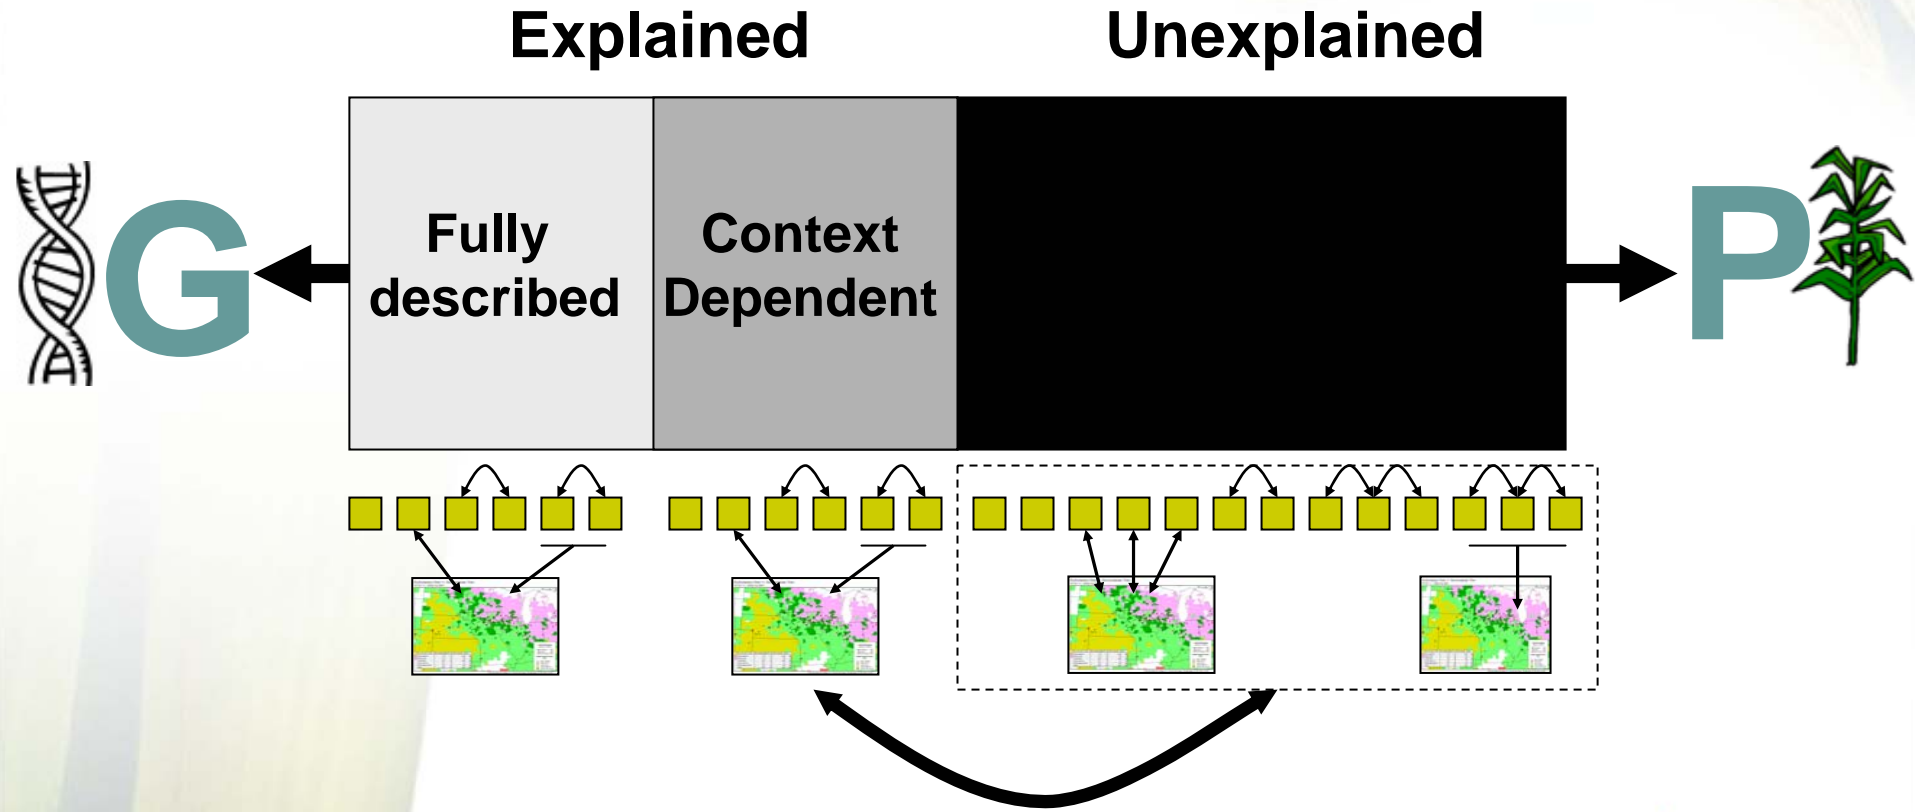 Explained
Unexplained
G
Fully
described
Context
Dependent
P